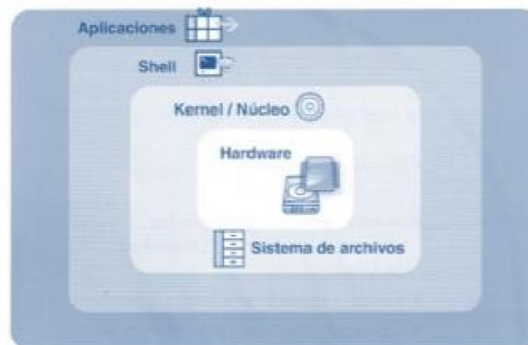 Aplicaciones
Shell
Kernel / Núcleo
Hardware
Sistema de archivos